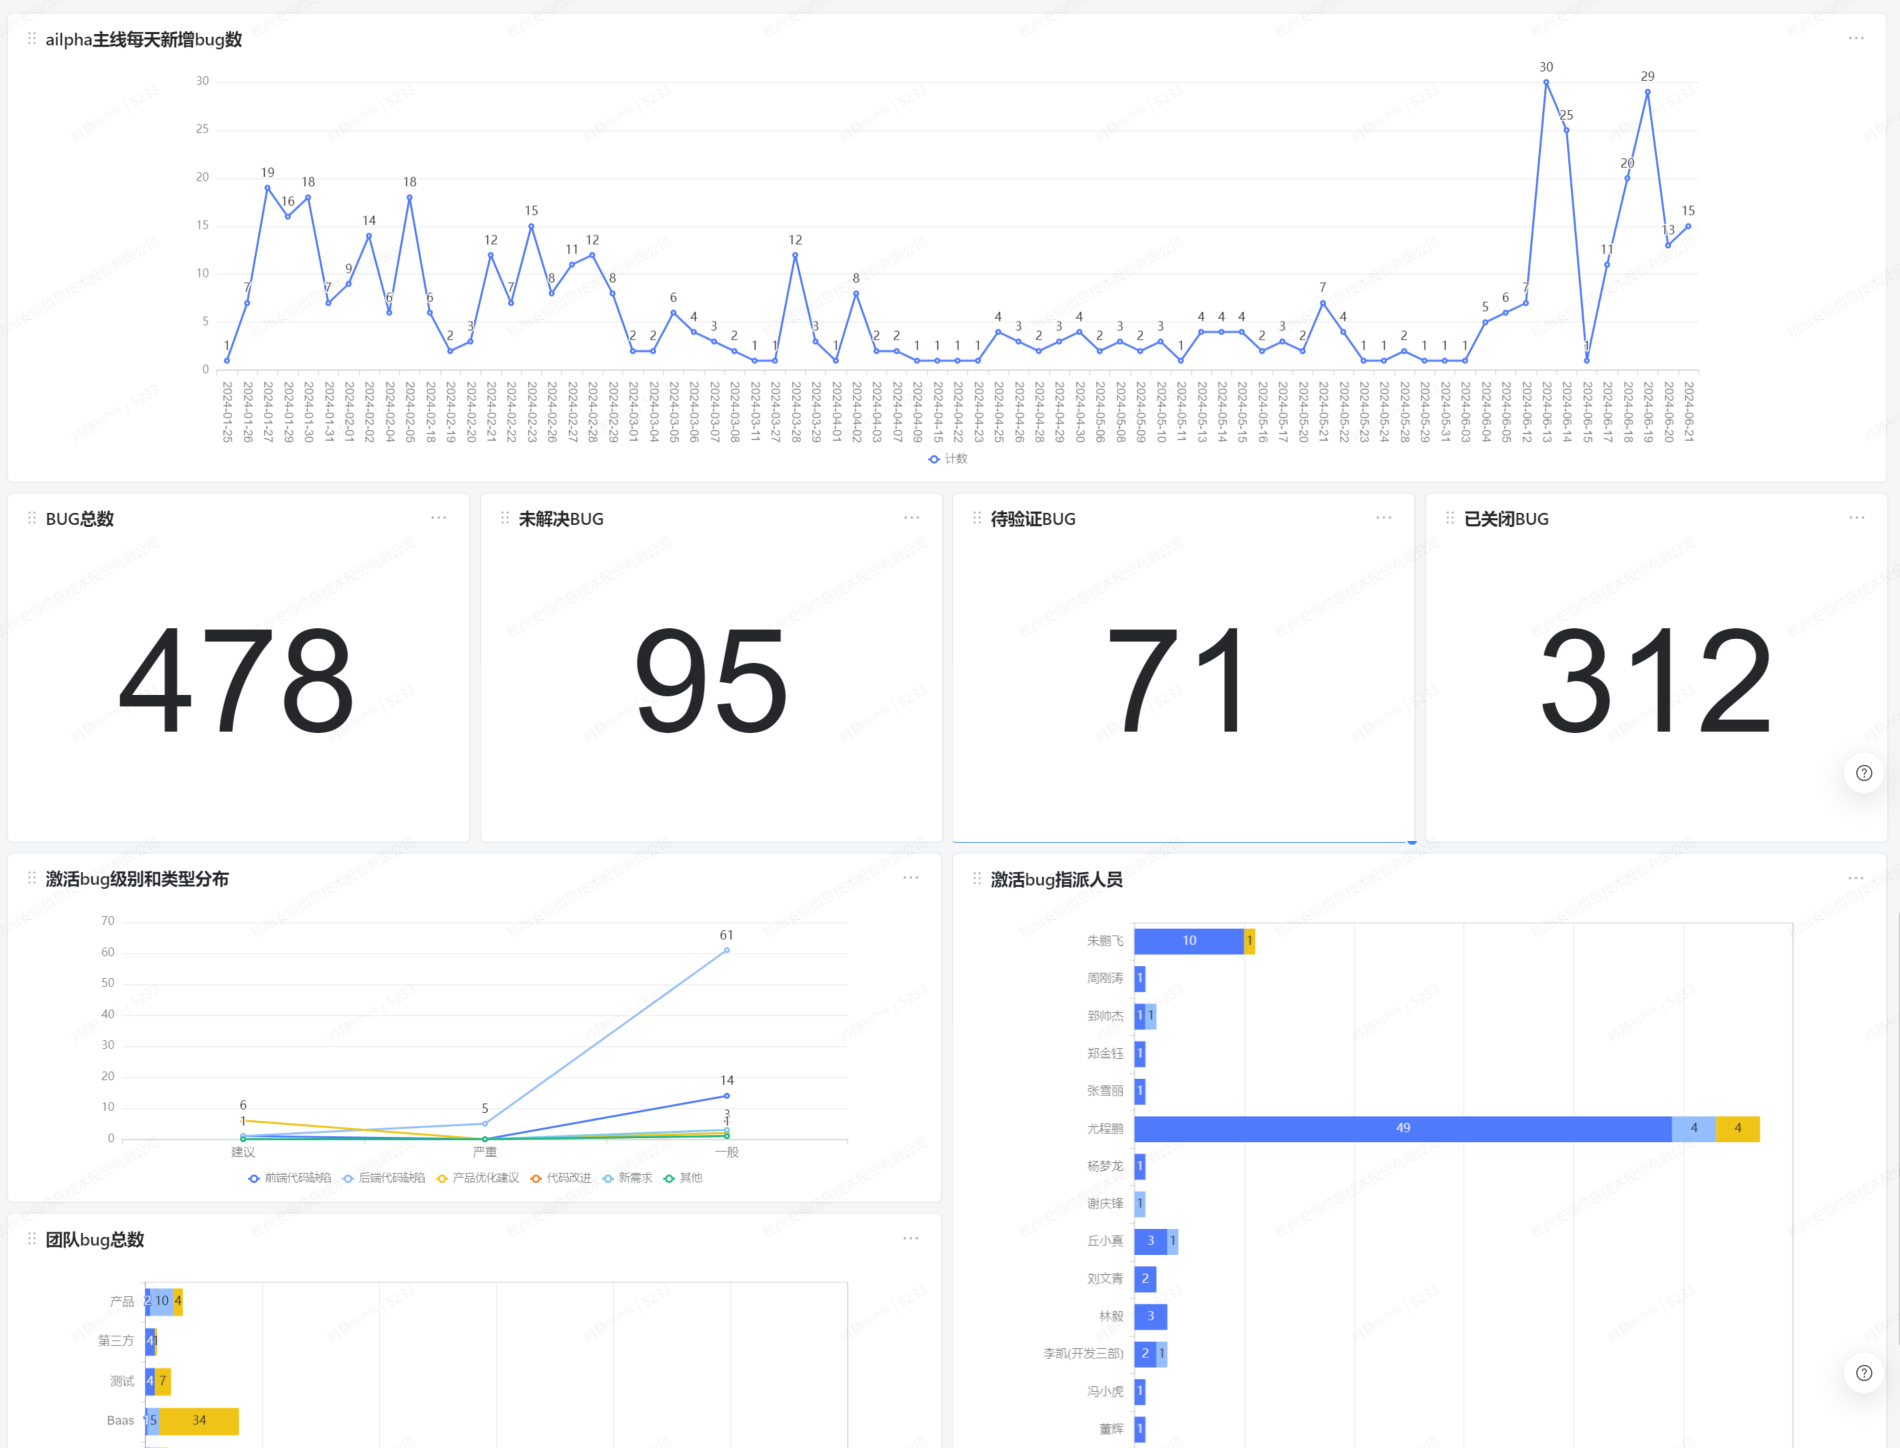 ailpha主线每天新增bug数
30
25
20
15
10
5
0
1 7 19 16 18 7 9 14 6 18 6 2 3 12 7 15 8 11 12 8 2 2 6 4 3 2 1 1 12 3 1 8 2 2 1 1 1 1 4 3 2 3 4 2 3 2 3 1 4 4 4 2 3 2 7 4 1 1 2 1 1 1 5 6 7 30 25 1 11 20 29 13 15
2024-01-25 2024-01-26 2024-01-27 2024-01-29 2024-01-30 2024-01-31 2024-02-01 2024-02-02 2024-02-04 2024-02-05 2024-02-18 2024-02-19 2024-02-20 2024-02-21 2024-02-22 2024-02-23 2024-02-26 2024-02-27 2024-02-28 2024-02-29 2024-03-01 2024-03-04 2024-03-05 2024-03-06 2024-03-07 2024-03-08 2024-03-11 2024-03-27 2024-03-28 2024-03-29 2024-04-01 2024-04-02 2024-04-03 2024-04-07 2024-04-09 2024-04-15 2024-04-22 2024-04-23 2024-04-25 2024-04-26 2024-04-28 2024-04-29 2024-04-30 2024-05-06 2024-05-08 2024-05-09 2024-05-10 2024-05-11 2024-05-13 2024-05-14 2024-05-15 2024-05-16 2024-05-17 2024-05-20 2024-05-21 2024-05-22 2024-05-23 2024-05-24 2024-05-28 2024-05-29 2024-05-31 2024-06-03 2024-06-04 2024-06-05 2024-06-12 2024-06-13 2024-06-14 2024-06-15 2024-06-17 2024-06-18 2024-06-19 2024-06-20 2024-06-21
计数
BUG总数
478
未解决BUG
95
待验证BUG
71
已关闭BUG
312
激活bug级别和类型分布
70
60
50
40
30
20
10
0
6
1
5
61
14
3
1
建议 严重 一般
前端代码缺陷 后端代码缺陷 产品优化建议 代码改进 新需求 其他
激活bug指派人员
朱鹏飞 10 1
周刚涛 1
郅帅杰 1 1
郑金钰 1
张雪丽 1
尤程鹏 49 4 4
杨梦龙 1
谢庆锋 1
丘小真 3 1
刘文青 2
林毅 3
李凯(开发三部) 2 1
冯小虎 1
董辉 1
团队bug总数
产品 2 10 4
第三方 4 1
测试 4 7
Baas 5 34
杭州安恒信息技术股份有限公司